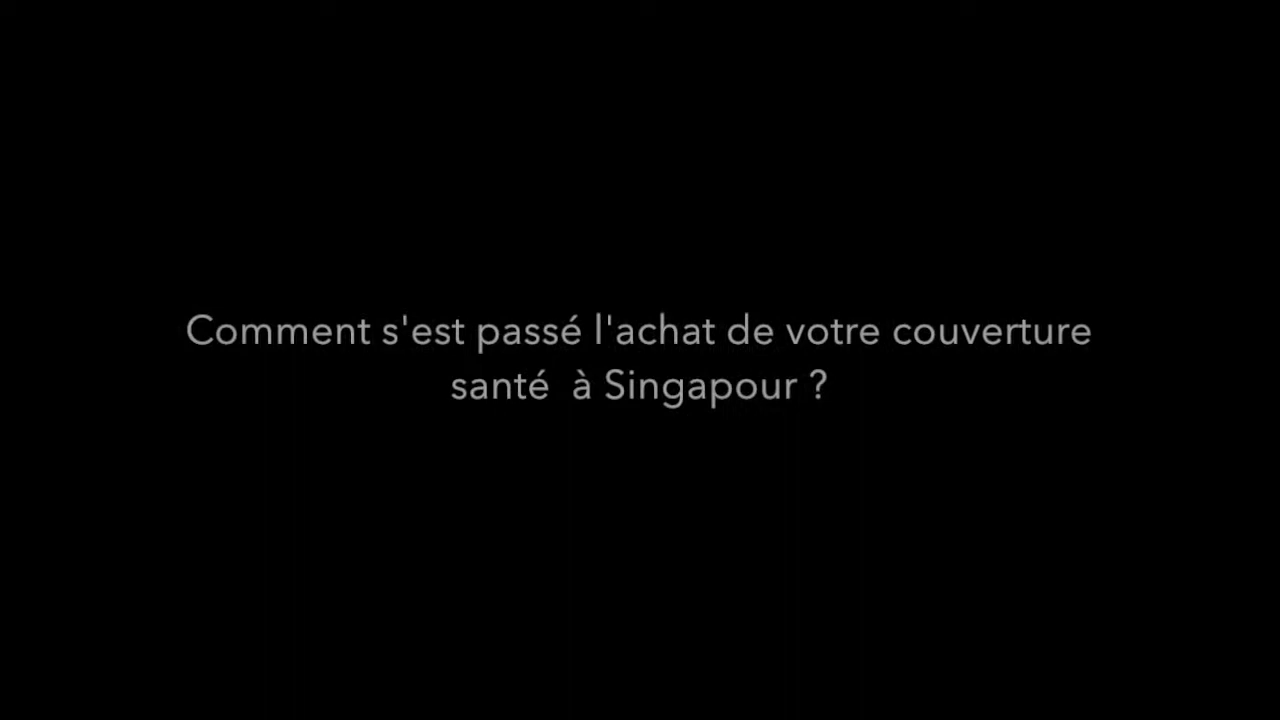 Comment s'est passé l'achat de votre couverture
santé  à Singapour ?